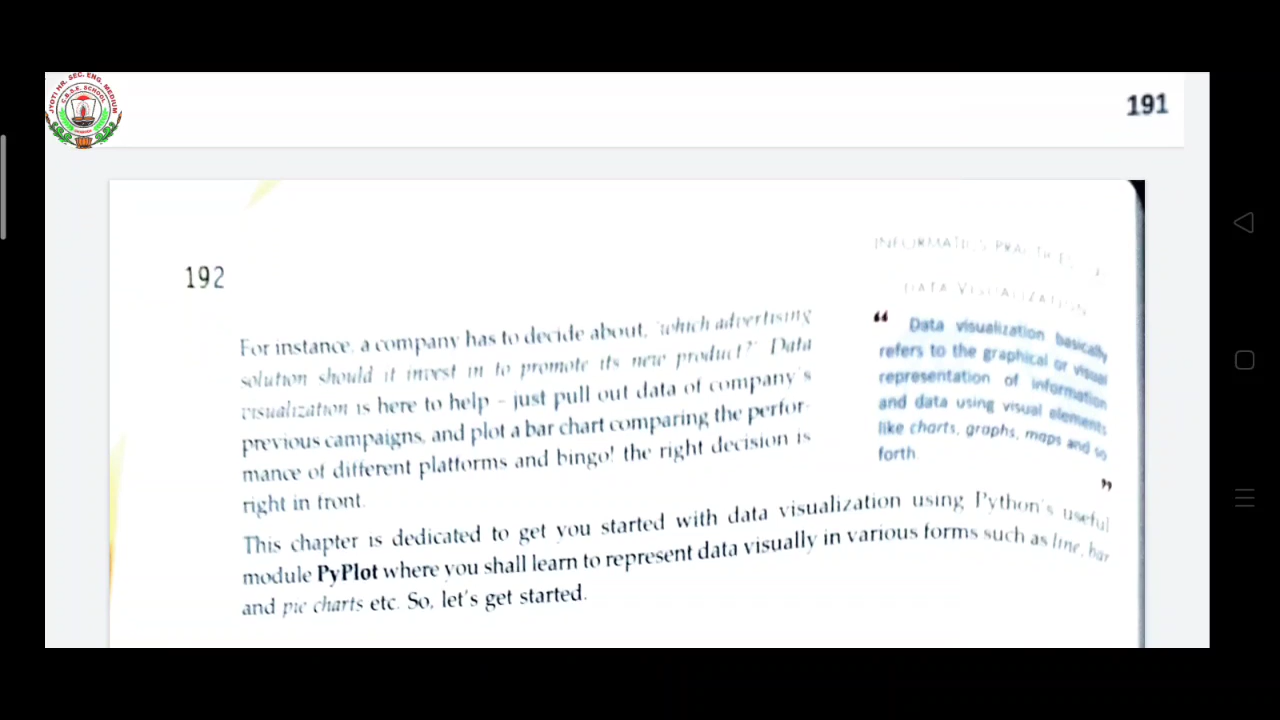 JYOTI HR. SEC. ENG. MEDIUM
C.B.S.E. SCHOOL
191
192
INFORMATICS PRACTICES
DATA VISUALIZATION
For instance, a company has to decide about, 'which advertising
solution should it invest in to promote its new product?' Data
visualization is here to help – just pull out data of company's
previous campaigns, and plot a bar chart comparing the perfor-
mance of different platforms and bingo! the right decision is
right in front.
“ Data visualization basically
refers to the graphical or visual
representation of information
and data using visual elements
like charts, graphs, maps and so
forth
”
This chapter is dedicated to get you started with data visualization using Python's useful
module PyPlot where you shall learn to represent data visually in various forms such as line, bar
and pie charts etc. So, let's get started.